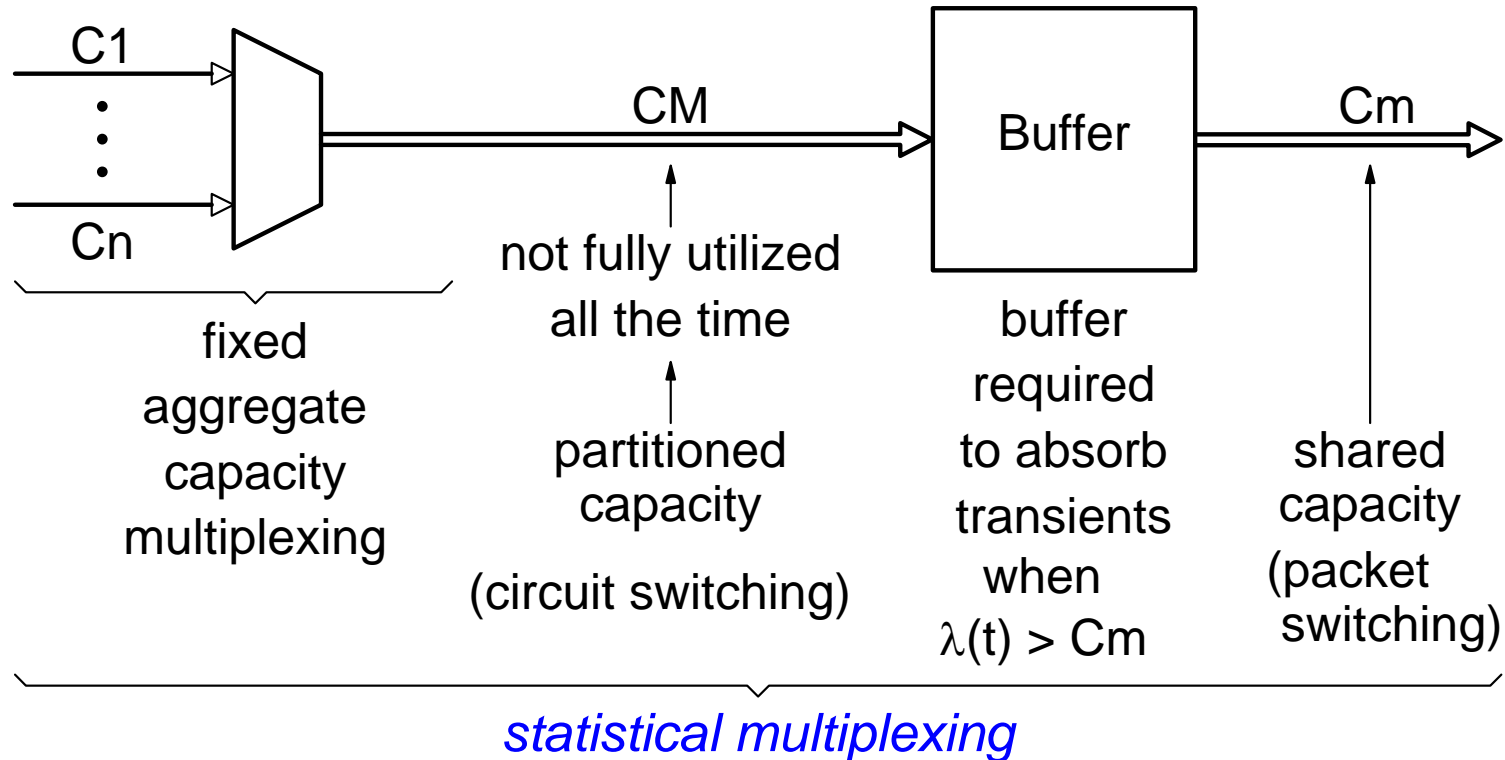 C1
Cn
CM
Buffer
Cm
fixed
aggregate
capacity
multiplexing
not fully utilized
all the time
partitioned
capacity
(circuit switching)
buffer
required
to absorb
transients
when
λ(t) > Cm
shared
capacity
(packet
switching)
statistical multiplexing